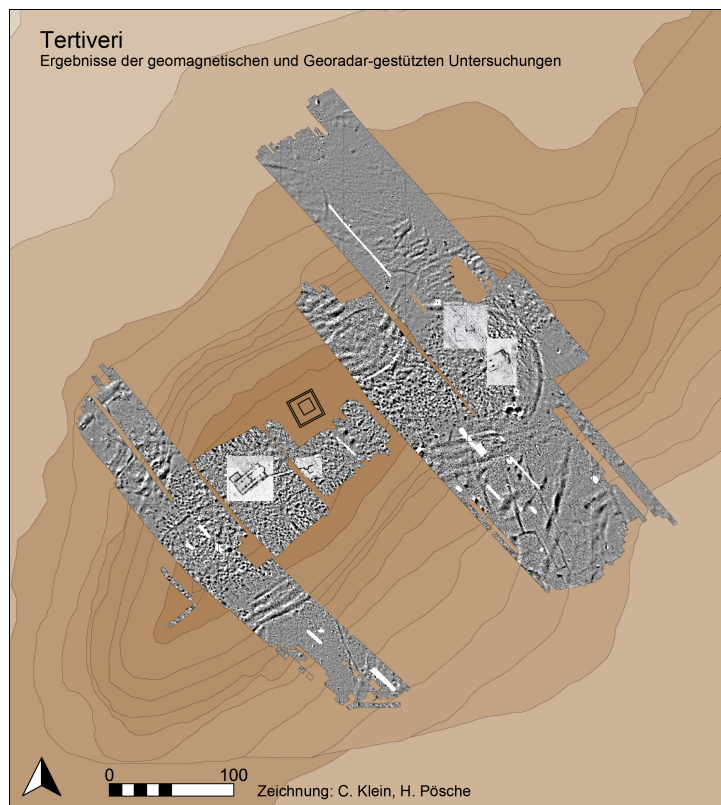 Tertiveri
Ergebnisse der geomagnetischen und Georadar-gestützten Untersuchungen
0 100
Zeichnung: C. Klein, H. Pösche